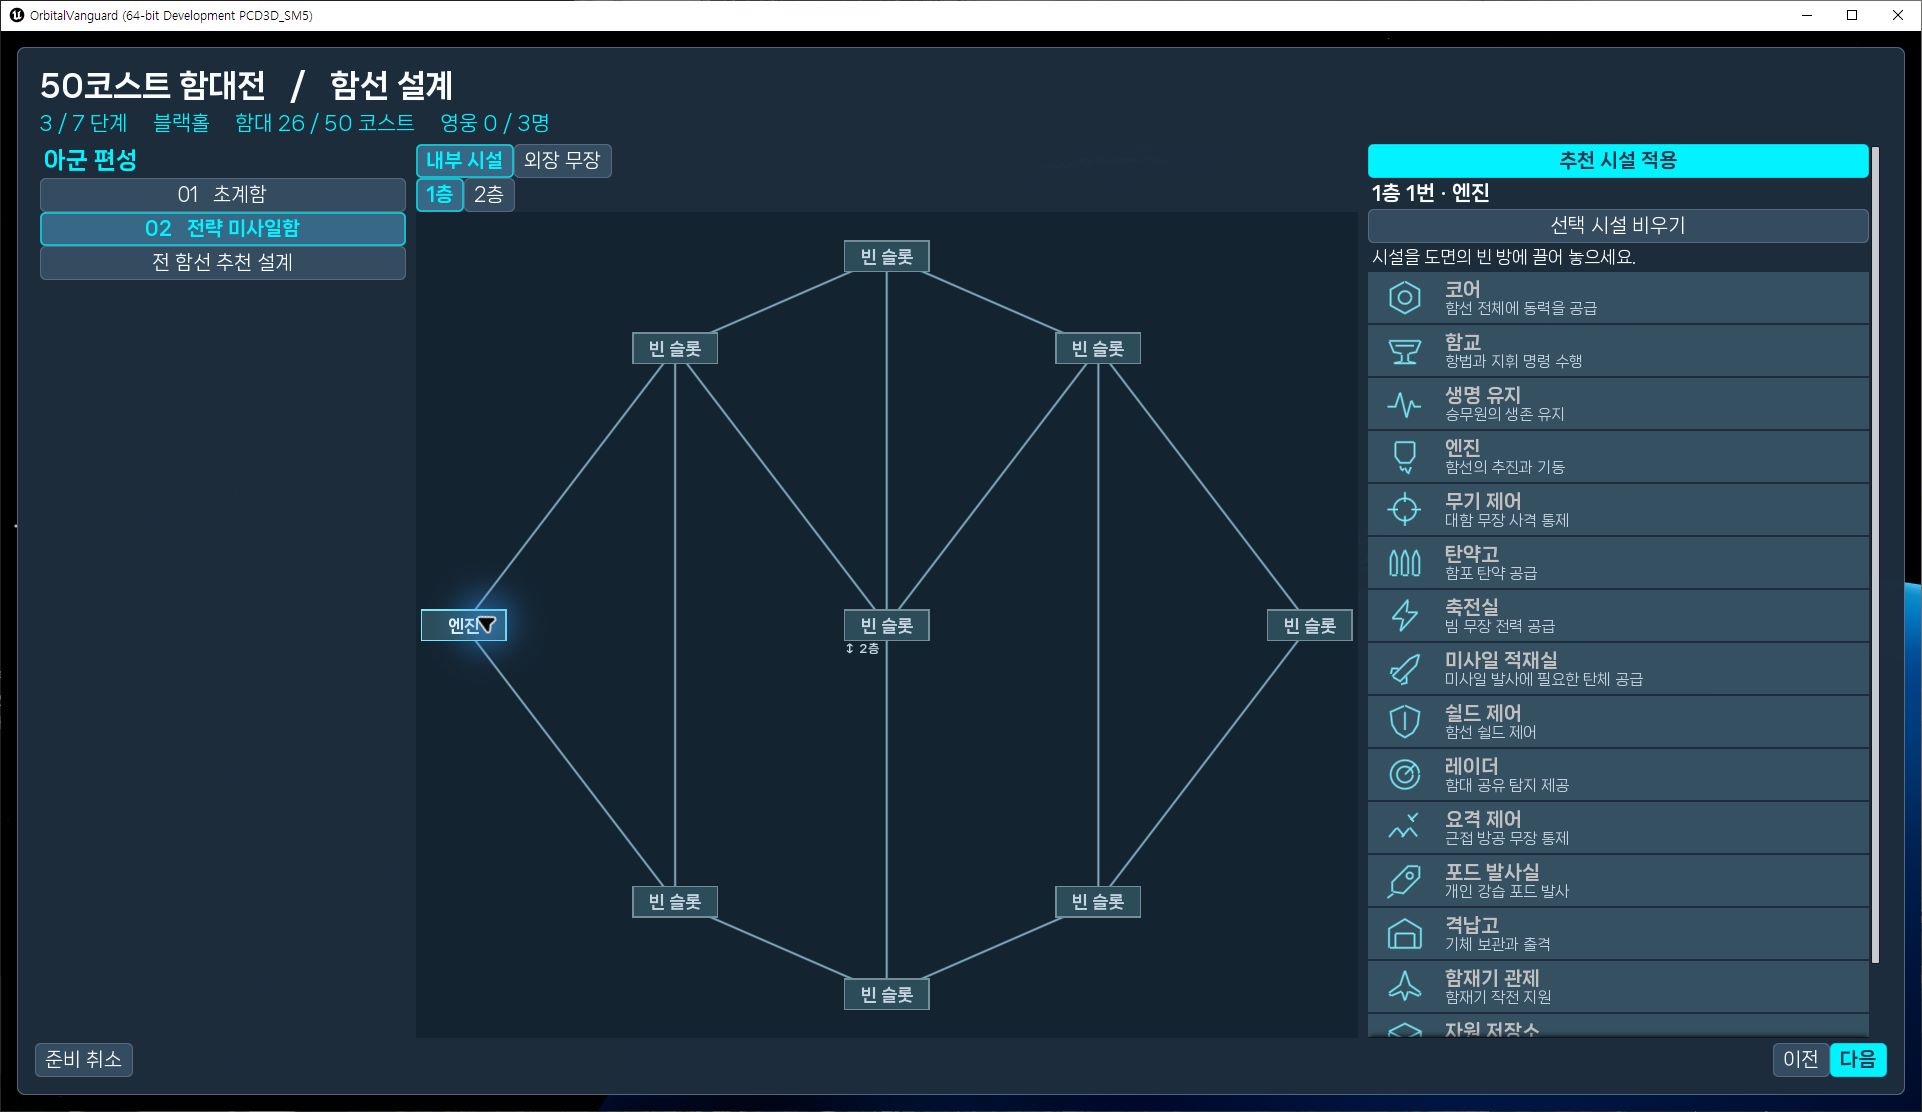 OrbitalVanguard (64-bit Development PCD3D_SM5)
50코스트 함대전 / 함선 설계
3 / 7 단계 블랙홀 함대 26 / 50 코스트 영웅 0 / 3명
아군 편성
01 초계함
02 전략 미사일함
전 함선 추천 설계
내부 시설 외장 무장
1층 2층
빈 슬롯
빈 슬롯
빈 슬롯
엔진
빈 슬롯
↕ 2층
빈 슬롯
빈 슬롯
빈 슬롯
빈 슬롯
추천 시설 적용
1층 1번 · 엔진
선택 시설 비우기
시설을 도면의 빈 방에 끌어 놓으세요.
코어
함선 전체에 동력을 공급
함교
항법과 지휘 명령 수행
생명 유지
승무원의 생존 유지
엔진
함선의 추진과 기동
무기 제어
대함 무장 사격 통제
탄약고
함포 탄약 공급
축전실
빔 무장 전력 공급
미사일 적재실
미사일 발사에 필요한 탄체 공급
쉴드 제어
함선 쉴드 제어
레이더
함대 공유 탐지 제공
요격 제어
근접 방공 무장 통제
포드 발사실
개인 강습 포드 발사
격납고
기체 보관과 출격
함재기 관제
함재기 작전 지원
자원 저장소
준비 취소
이전 다음